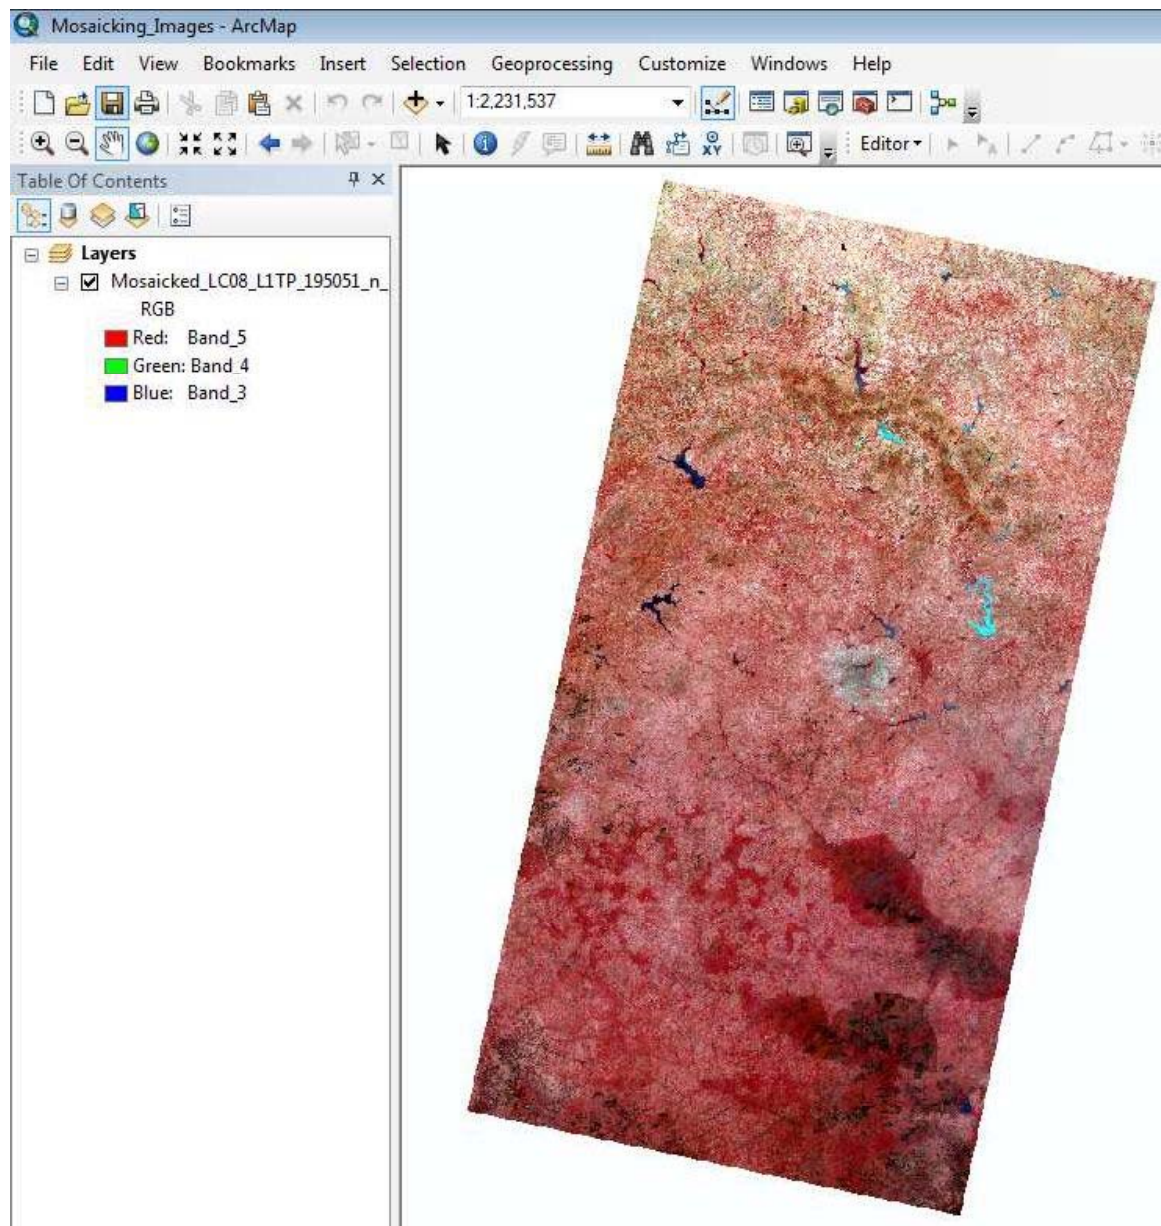 Mosaicking_Images - ArcMap
File Edit View Bookmarks Insert Selection Geoprocessing Customize Windows Help
1:2,231,537
XY Editor
Table Of Contents
Layers
Mosaicked_LC08_L1TP_195051_n_
RGB
Red: Band_5
Green: Band_4
Blue: Band_3